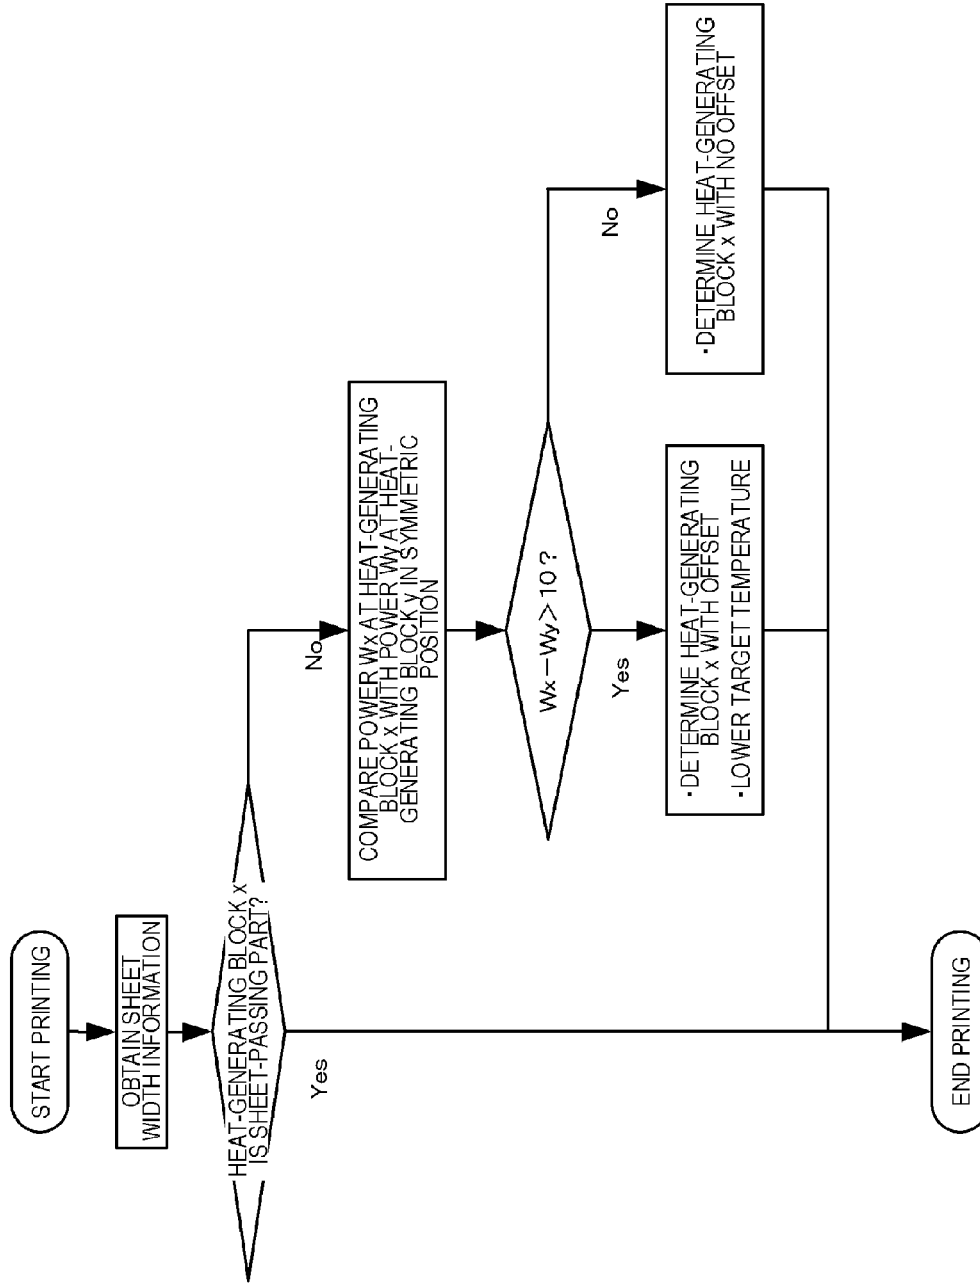 START PRINTING
OBTAIN SHEET
WIDTH INFORMATION
HEAT-GENERATING BLOCK x
IS SHEET-PASSING PART?
Yes
No
COMPARE POWER Wx AT HEAT-GENERATING
BLOCK x WITH POWER Wy AT HEAT-
GENERATING BLOCK y IN SYMMETRIC
POSITION
Wx－Wy＞10？
Yes
No
・DETERMINE HEAT-GENERATING
BLOCK x WITH OFFSET
・LOWER TARGET TEMPERATURE
・DETERMINE HEAT-GENERATING
BLOCK x WITH NO OFFSET
END PRINTING